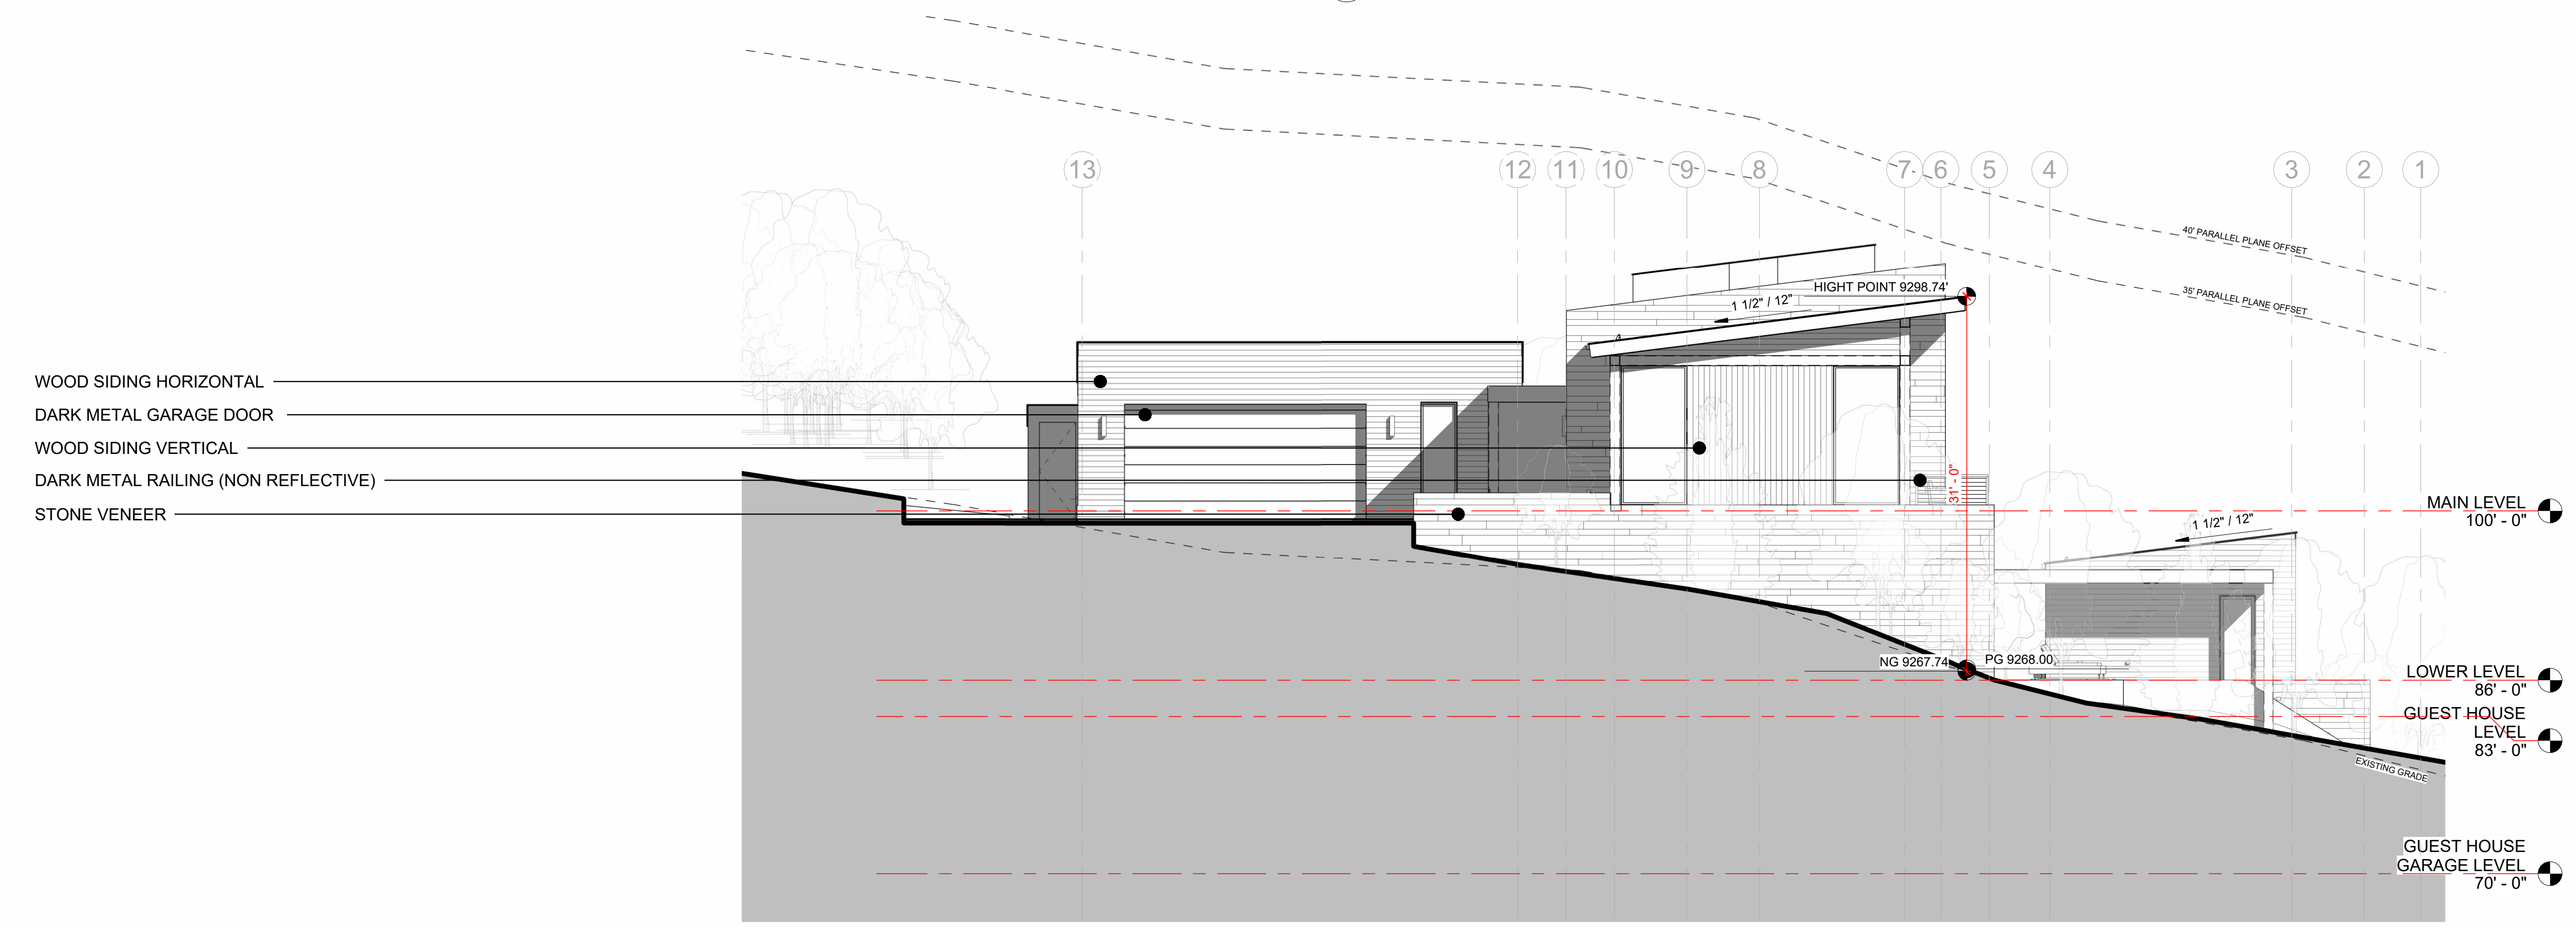 40' PARALLEL PLANE OFFSET
35' PARALLEL PLANE OFFSET
13
12
11
10
9
8
7
6
5
4
3
2
1
HIGHT POINT 9298.74'
1 1/2" / 12"
WOOD SIDING HORIZONTAL
DARK METAL GARAGE DOOR
WOOD SIDING VERTICAL
DARK METAL RAILING (NON REFLECTIVE)
STONE VENEER
31' - 0"
MAIN LEVEL
100' - 0"
1 1/2" / 12"
NG 9267.74
PG 9268.00
LOWER LEVEL
86' - 0"
GUEST HOUSE
LEVEL
83' - 0"
EXISTING GRADE
GUEST HOUSE
GARAGE LEVEL
70' - 0"